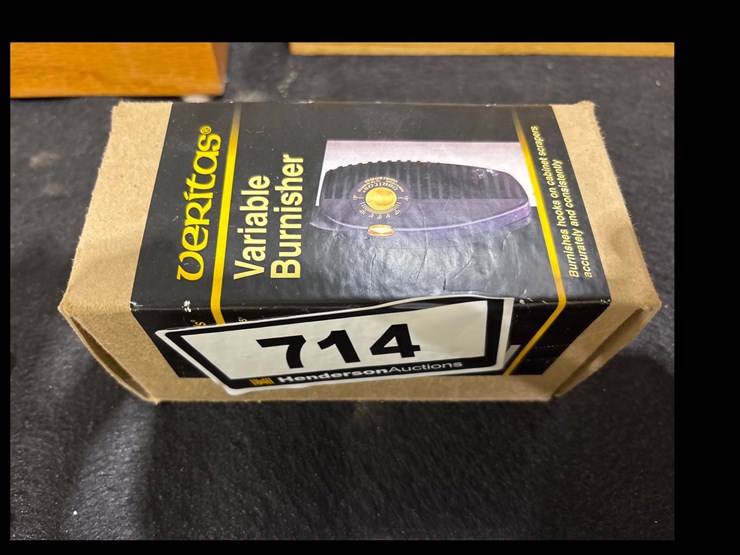 veritas®
Variable
Burnisher
Burnishes hooks on cabinet scrapers
accurately and consistently
714
HendersonAuctions